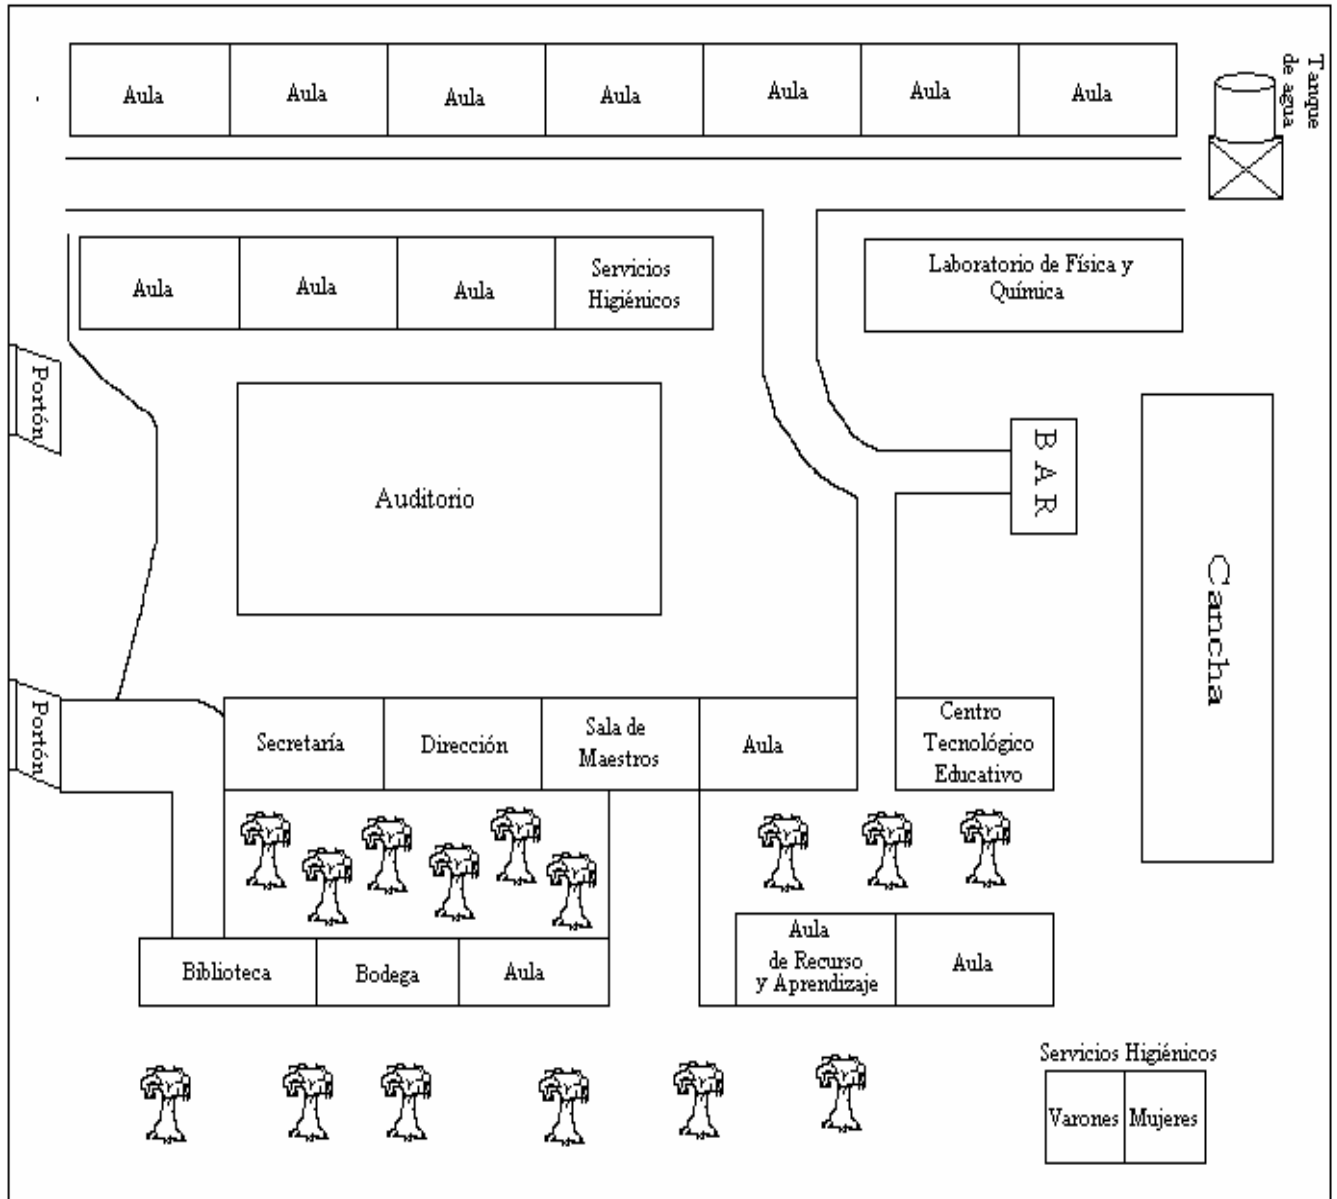 Aula
Aula
Aula
Aula
Aula
Aula
Aula
Tanque
de agua
Aula
Aula
Aula
Servicios
Higiénicos
Laboratorio de Física y
Química
Portón
Auditorio
BAR
Cancha
Portón
Secretaría
Dirección
Sala de
Maestros
Aula
Centro
Tecnológico
Educativo
Biblioteca
Bodega
Aula
Aula
de Recurso
y Aprendizaje
Aula
Servicios Higiénicos
Varones
Mujeres